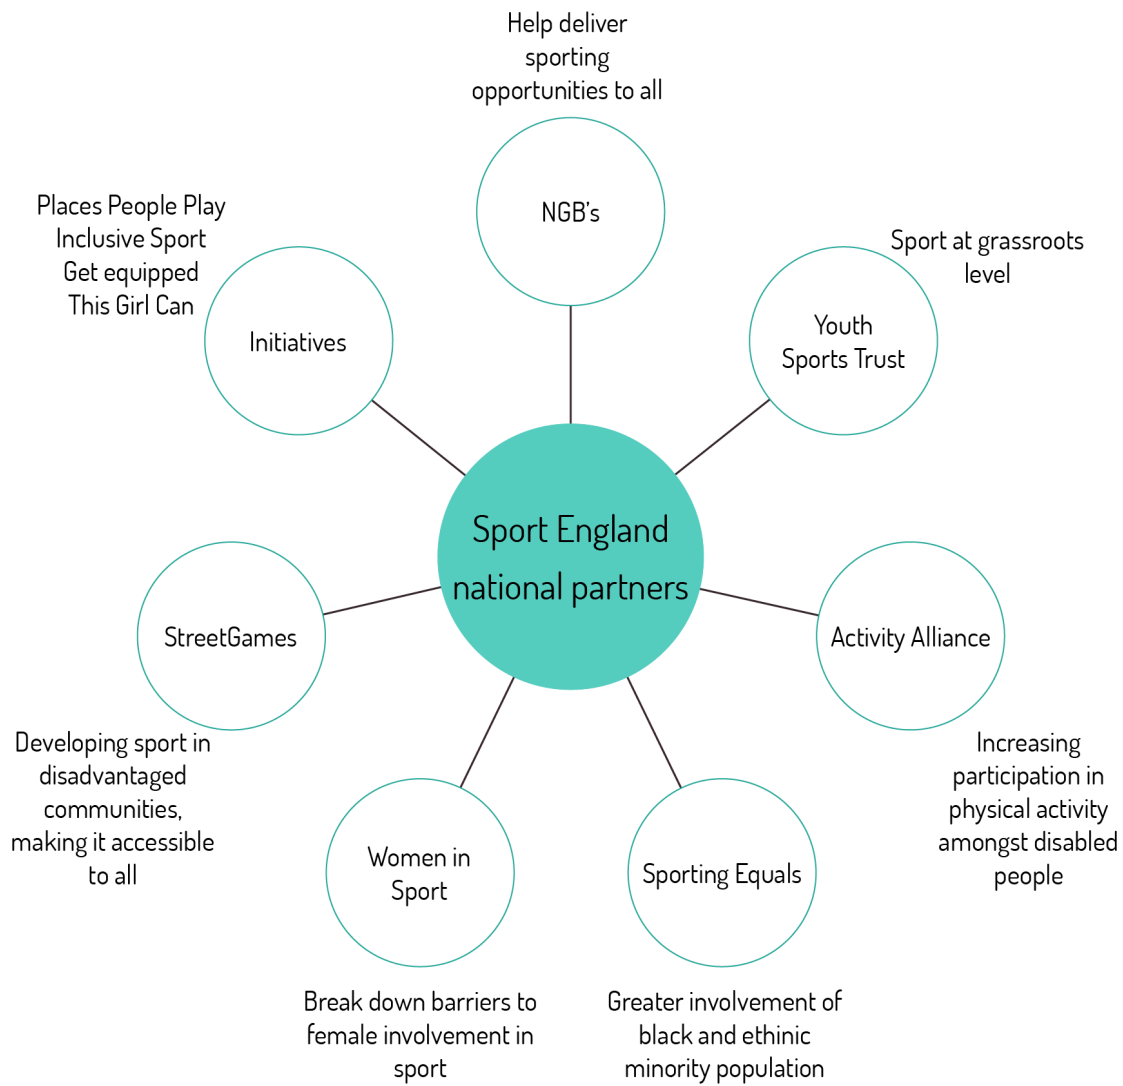 Help deliver
sporting
opportunities to all
NGB's
Places People Play
Inclusive Sport
Get equipped
This Girl Can
Initiatives
Sport at grassroots
level
Youth
Sports Trust
Sport England
national partners
StreetGames
Developing sport in
disadvantaged
communities,
making it accessible
to all
Activity Alliance
Increasing
participation in
physical activity
amongst disabled
people
Women in
Sport
Break down barriers to
female involvement in
sport
Sporting Equals
Greater involvement of
black and ethinic
minority population